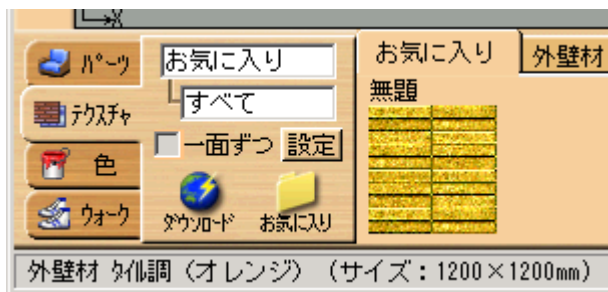 X
ﾊﾟｰﾂ
ﾃｸｽﾁｬ
色
ｳｫｰｸ
お気に入り
すべて
一面ずつ 設定
ﾀﾞｳﾝﾛｰﾄﾞ お気に入り
お気に入り 外壁材
無題
外壁材 ﾀｲﾙ調（オレンジ） （サイズ：1200×1200mm）